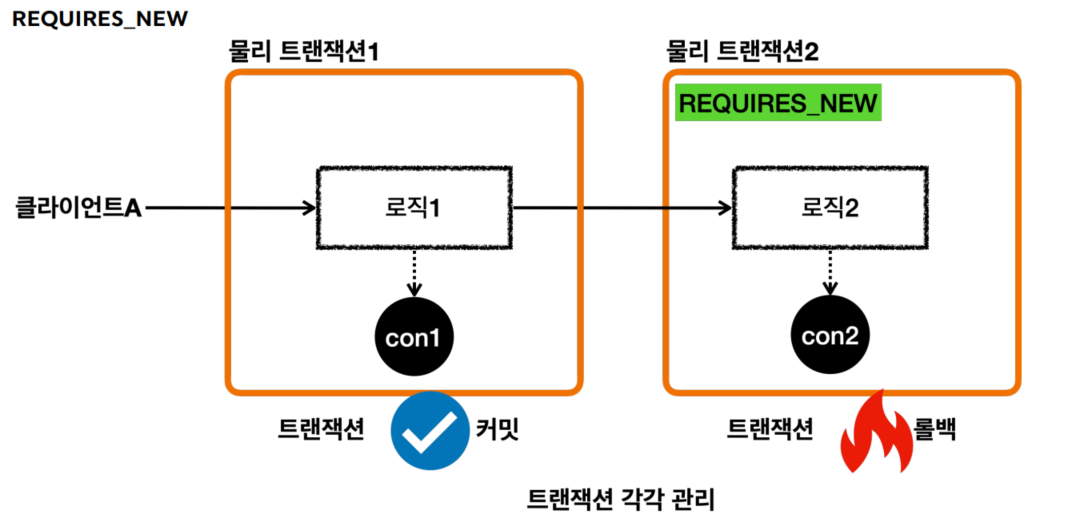 REQUIRES_NEW
물리 트랜잭션1
물리 트랜잭션2
REQUIRES_NEW
클라이언트A
로직1
로직2
con1
con2
트랜잭션 커밋
트랜잭션 롤백
트랜잭션 각각 관리